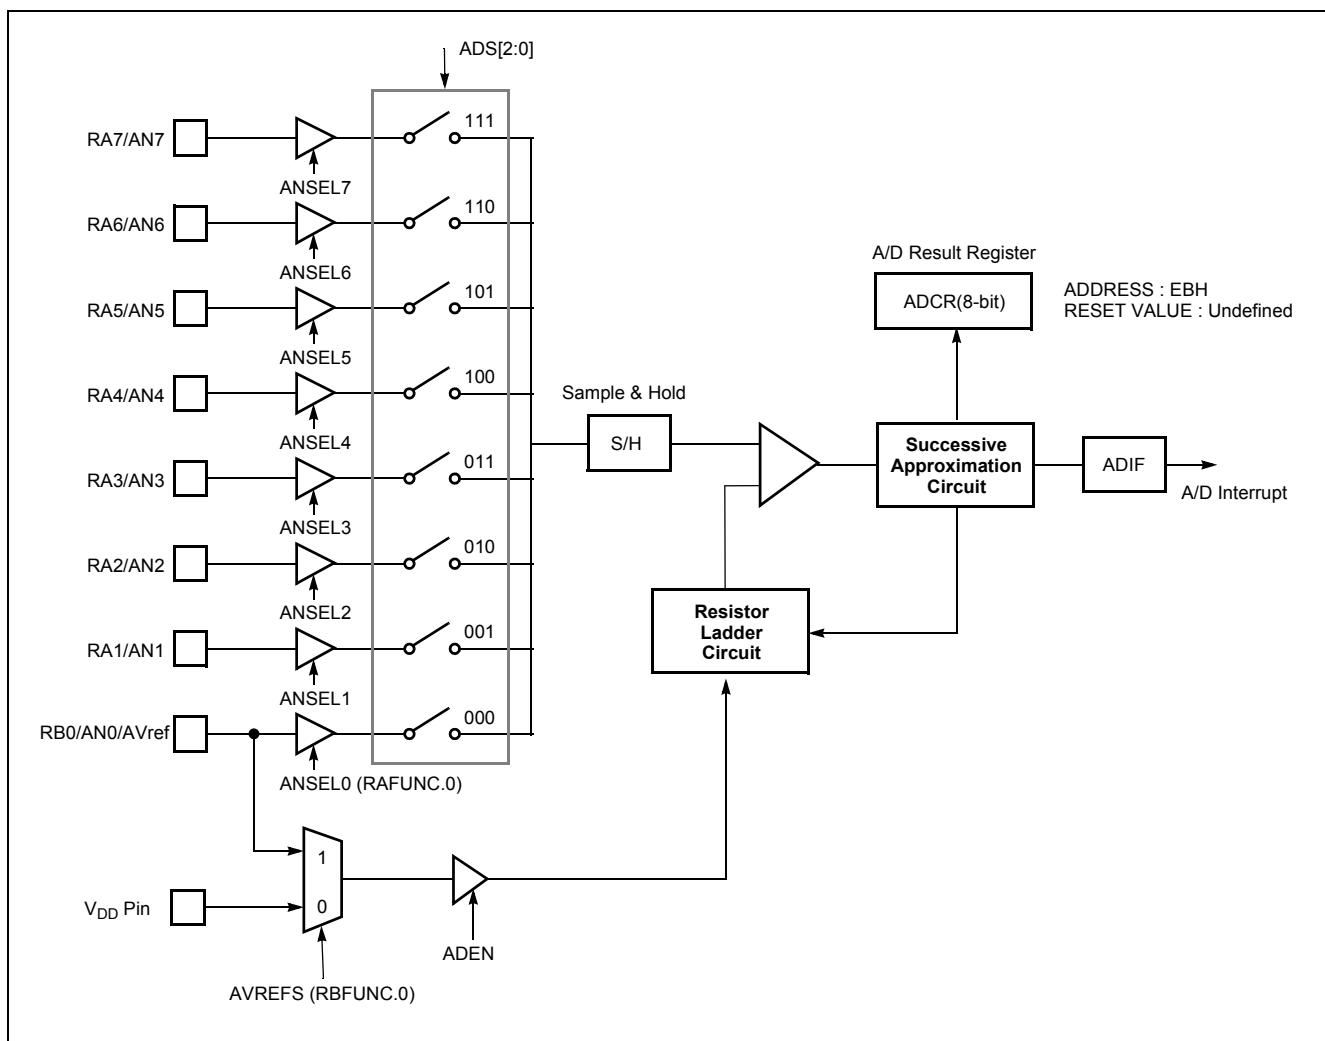 ADS[2:0]
RA7/AN7
111
ANSEL7
RA6/AN6
110
ANSEL6
RA5/AN5
101
ANSEL5
RA4/AN4
100
ANSEL4
RA3/AN3
011
ANSEL3
RA2/AN2
010
ANSEL2
RA1/AN1
001
ANSEL1
RB0/AN0/AVref
000
ANSEL0 (RAFUNC.0)
1
0
VDD Pin
AVREFS (RBFUNC.0)
ADEN
Sample & Hold
S/H
A/D Result Register
ADCR(8-bit)
ADDRESS : EBH
RESET VALUE : Undefined
Successive
Approximation
Circuit
ADIF
A/D Interrupt
Resistor
Ladder
Circuit